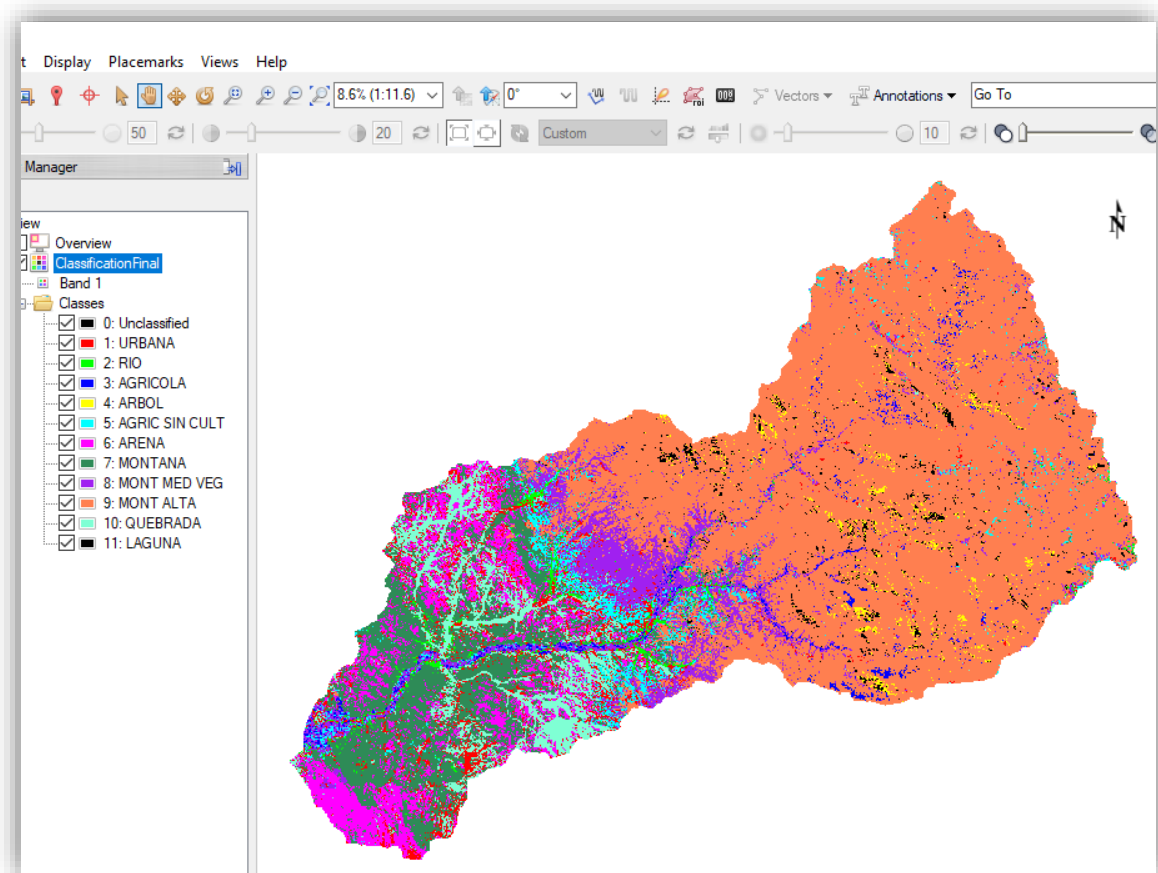 t Display Placemarks Views Help
8.6% (1:11.6) 0° roi Vectors Annotations Go To
50 20 Custom 10
Manager
iew
Overview
ClassificationFinal
Band 1
Classes
0: Unclassified
1: URBANA
2: RIO
3: AGRICOLA
4: ARBOL
5: AGRIC SIN CULT
6: ARENA
7: MONTANA
8: MONT MED VEG
9: MONT ALTA
10: QUEBRADA
11: LAGUNA
N